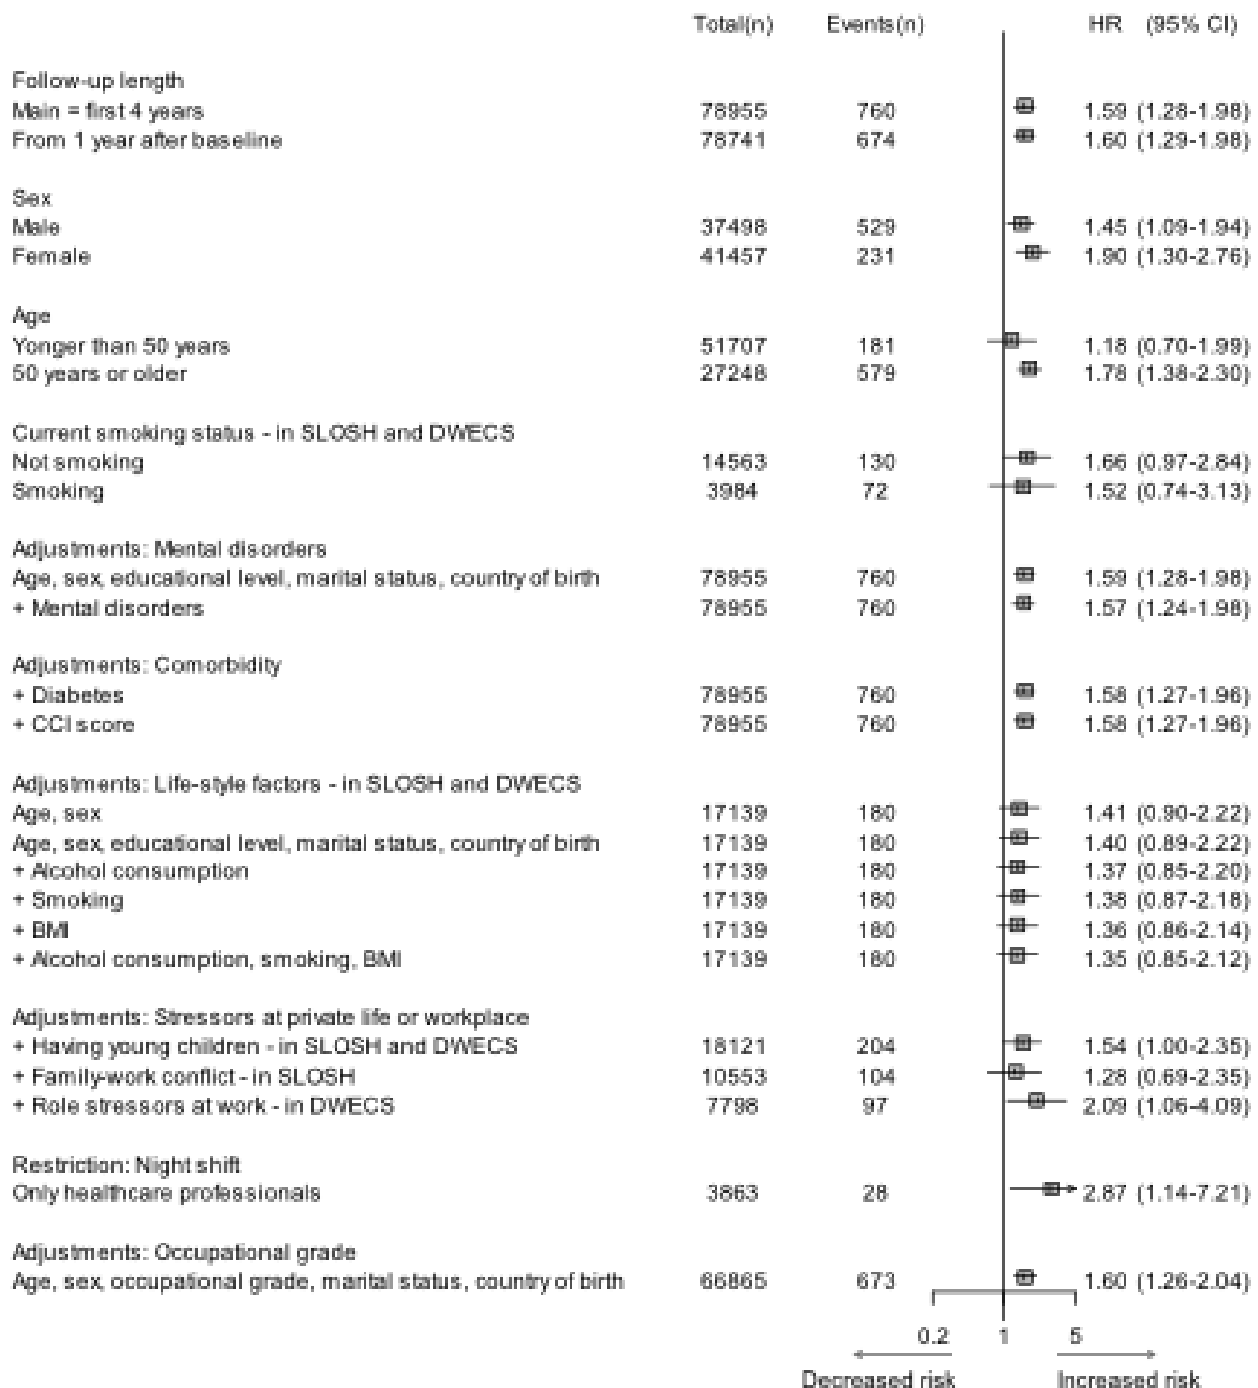 Total(n) Events(n) HR (95% CI)
Follow-up length
Main = first 4 years 78955 760 1.59 (1.28-1.98)
From 1 year after baseline 78741 674 1.60 (1.29-1.98)
Sex
Male 37498 529 1.45 (1.09-1.94)
Female 41457 231 1.90 (1.30-2.76)
Age
Yonger than 50 years 51707 181 1.18 (0.70-1.99)
50 years or older 27248 579 1.78 (1.38-2.30)
Current smoking status - in SLOSH and DWECS
Not smoking 14563 130 1.66 (0.97-2.84)
Smoking 3984 72 1.52 (0.74-3.13)
Adjustments: Mental disorders
Age, sex, educational level, marital status, country of birth 78955 760 1.59 (1.28-1.98)
+ Mental disorders 78955 760 1.57 (1.24-1.98)
Adjustments: Comorbidity
+ Diabetes 78955 760 1.58 (1.27-1.96)
+ CCI score 78955 760 1.58 (1.27-1.96)
Adjustments: Life-style factors - in SLOSH and DWECS
Age, sex 17139 180 1.41 (0.90-2.22)
Age, sex, educational level, marital status, country of birth 17139 180 1.40 (0.89-2.22)
+ Alcohol consumption 17139 180 1.37 (0.85-2.20)
+ Smoking 17139 180 1.38 (0.87-2.18)
+ BMI 17139 180 1.36 (0.86-2.14)
+ Alcohol consumption, smoking, BMI 17139 180 1.35 (0.85-2.12)
Adjustments: Stressors at private life or workplace
+ Having young children - in SLOSH and DWECS 18121 204 1.54 (1.00-2.35)
+ Family-work conflict - in SLOSH 10553 104 1.28 (0.69-2.35)
+ Role stressors at work - in DWECS 7798 97 2.09 (1.06-4.09)
Restriction: Night shift
Only healthcare professionals 3863 28 2.87 (1.14-7.21)
Adjustments: Occupational grade
Age, sex, occupational grade, marital status, country of birth 66865 673 1.60 (1.26-2.04)
0.2 1 5
Decreased risk Increased risk